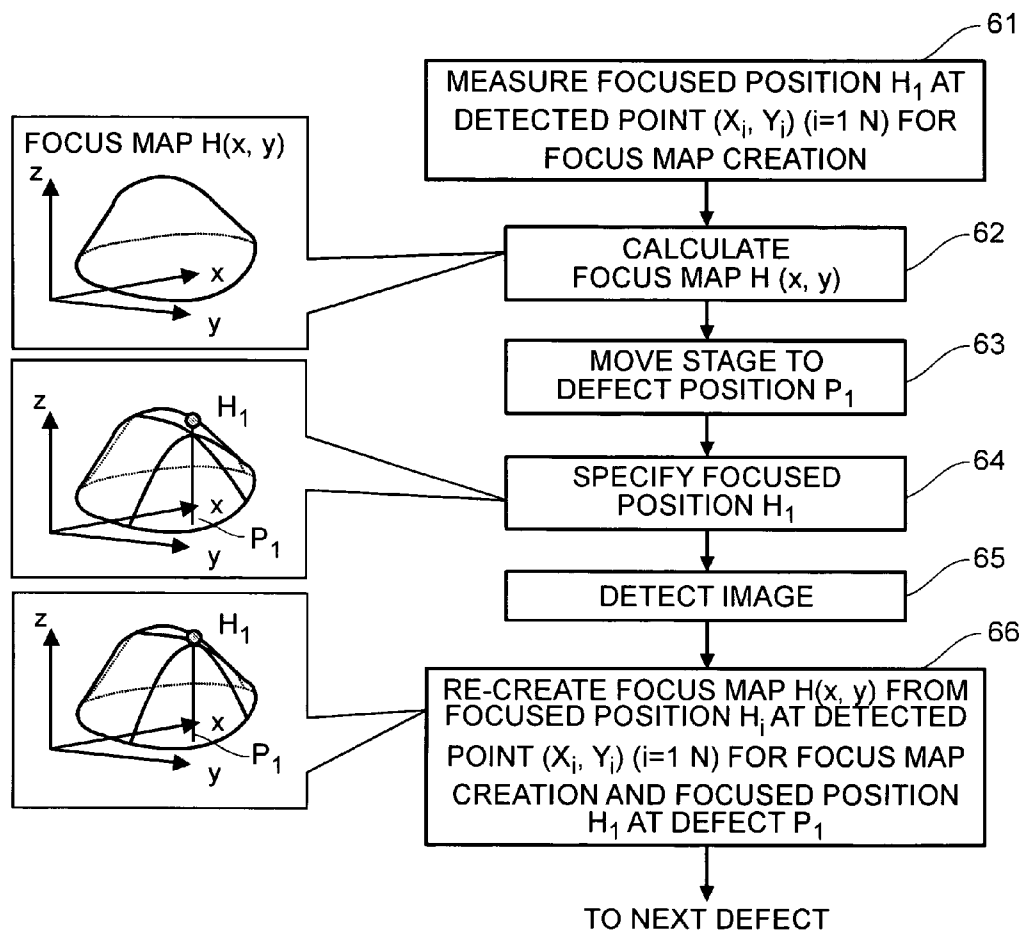 61
MEASURE FOCUSED POSITION H₁ AT
DETECTED POINT (Xᵢ, Yᵢ) (i=1 N) FOR
FOCUS MAP CREATION
FOCUS MAP H(x, y)
z
x
y
62
CALCULATE
FOCUS MAP H (x, y)
63
MOVE STAGE TO
DEFECT POSITION P₁
z
H₁
x
P₁
y
64
SPECIFY FOCUSED
POSITION H₁
65
DETECT IMAGE
z
H₁
x
P₁
y
66
RE-CREATE FOCUS MAP H(x, y) FROM
FOCUSED POSITION Hᵢ AT DETECTED
POINT (Xᵢ, Yᵢ) (i=1 N) FOR FOCUS MAP
CREATION AND FOCUSED POSITION
H₁ AT DEFECT P₁
TO NEXT DEFECT